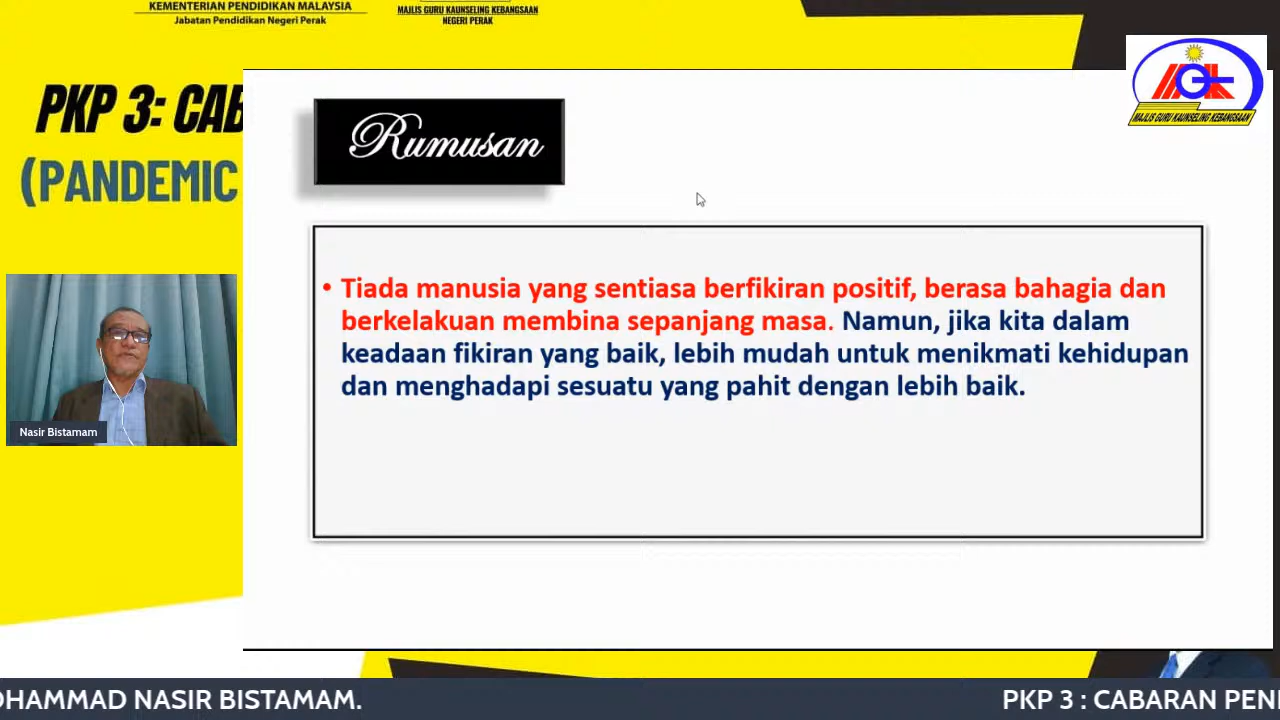 KEMENTERIAN PENDIDIKAN MALAYSIA
Jabatan Pendidikan Negeri Perak
MAJLIS GURU KAUNSELING KEBANGSAAN
NEGERI PERAK
PKP 3: CAB
(PANDEMIC
MAJLIS GURU KAUNSELING KEBANGSAAN
Rumusan
• Tiada manusia yang sentiasa berfikiran positif, berasa bahagia dan
berkelakuan membina sepanjang masa. Namun, jika kita dalam
keadaan fikiran yang baik, lebih mudah untuk menikmati kehidupan
dan menghadapi sesuatu yang pahit dengan lebih baik.
Nasir Bistamam
OHAMMAD NASIR BISTAMAM.
PKP 3 : CABARAN PEN